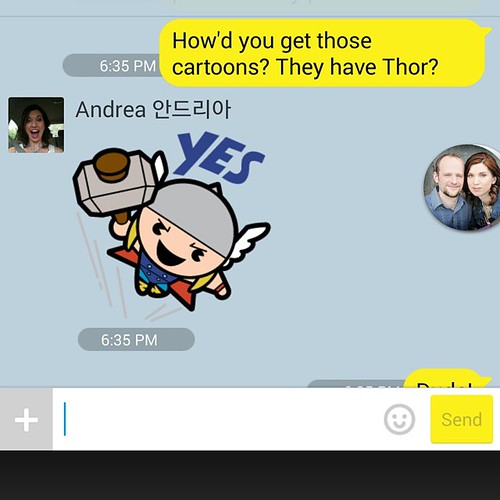 How'd you get those
cartoons? They have Thor?
6:35 PM
Andrea 안드리아
YES
6:35 PM
Send